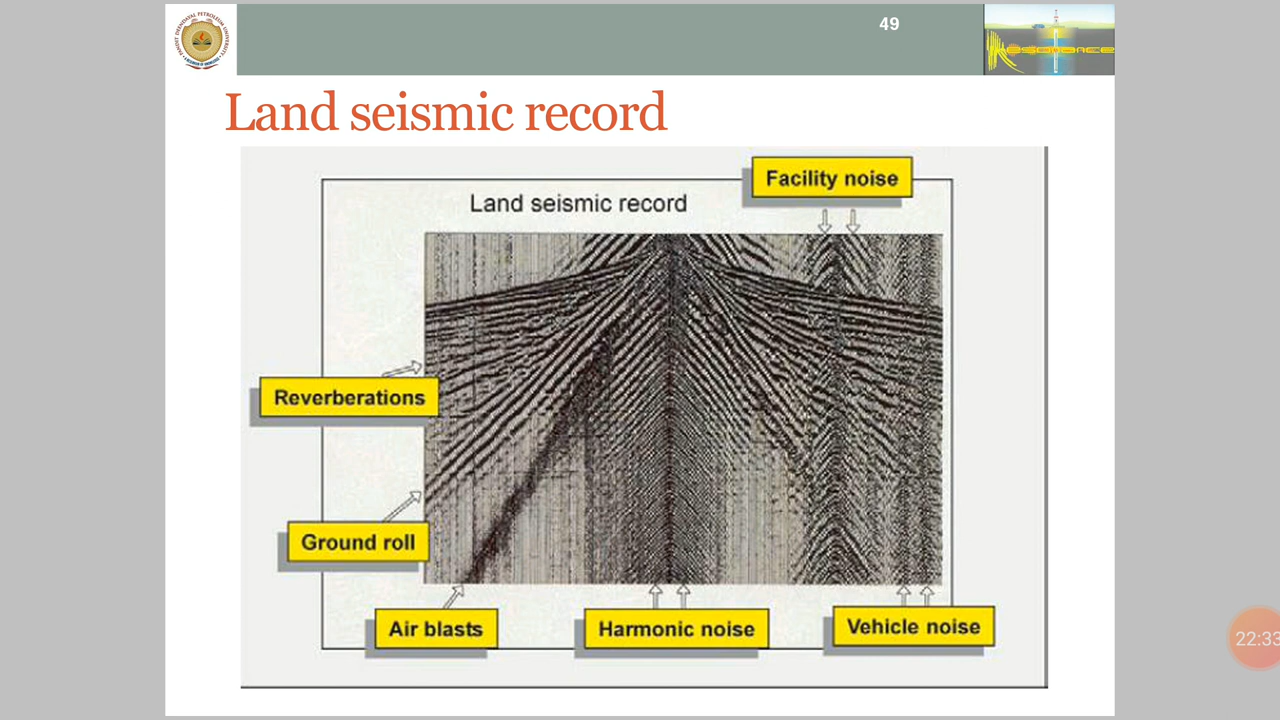 49
Land seismic record
Facility noise
Land seismic record
Reverberations
Ground roll
Air blasts
Harmonic noise
Vehicle noise
22:33